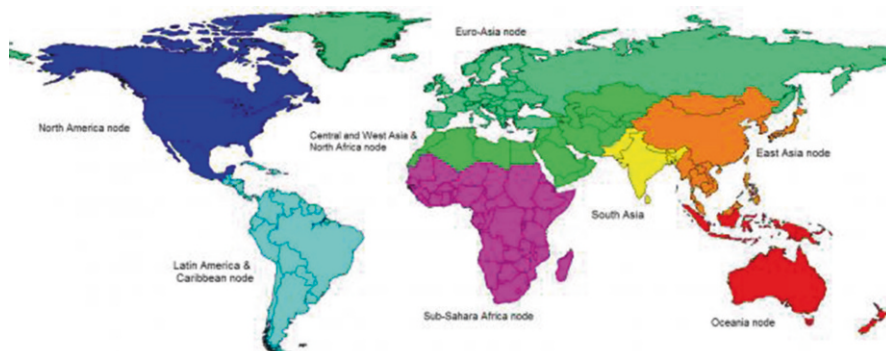 Euro-Asia node
North America node
Central and West Asia &
North Africa node
East Asia node
South Asia
Latin America &
Caribbean node
Sub-Sahara Africa node
Oceania node